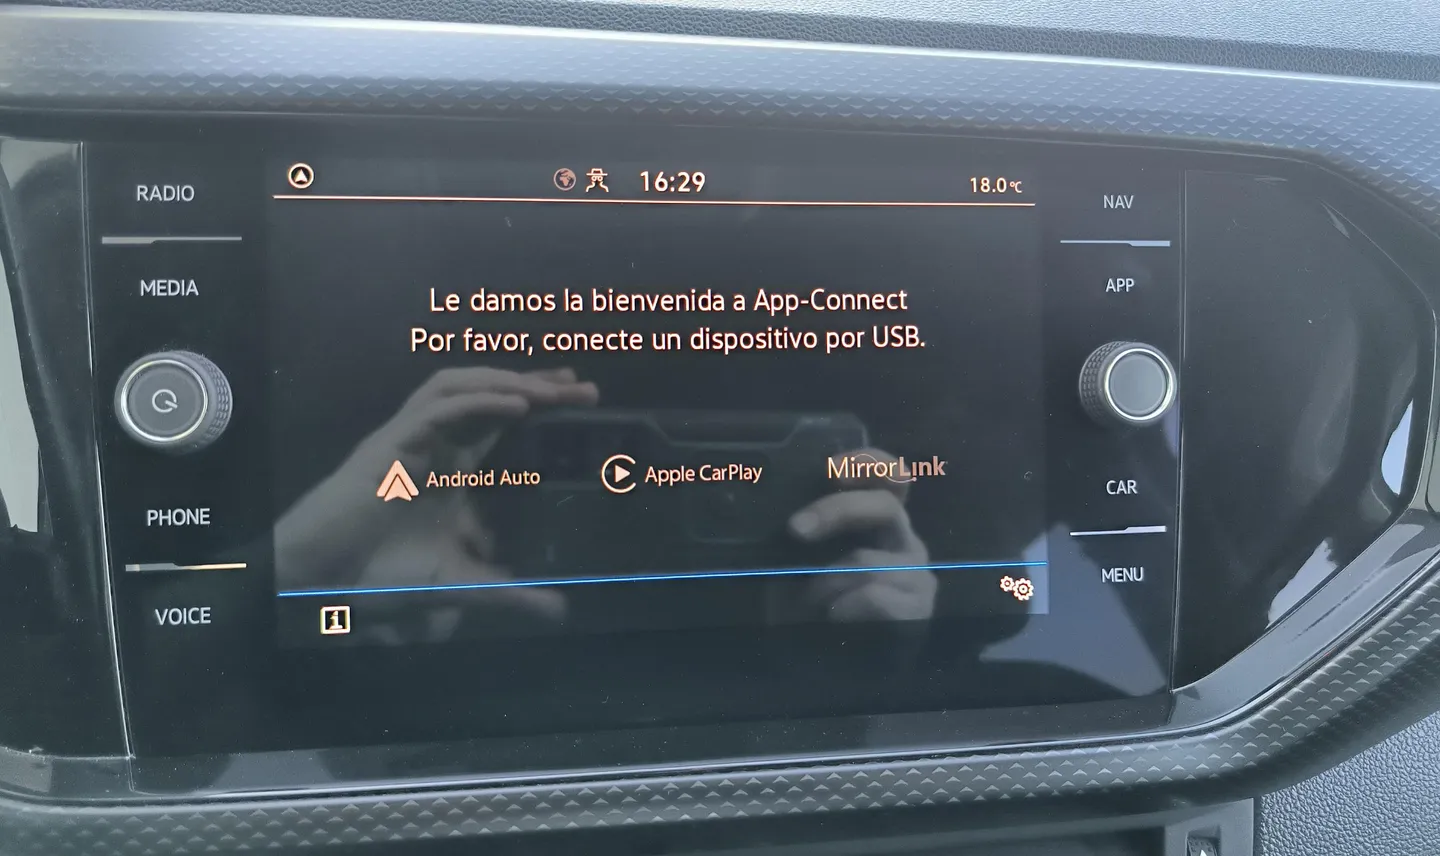 RADIO
MEDIA
PHONE
VOICE
16:29
18.0°C
Le damos la bienvenida a App-Connect
Por favor, conecte un dispositivo por USB.
Android Auto
Apple CarPlay
MirrorLink
i
NAV
APP
CAR
MENU